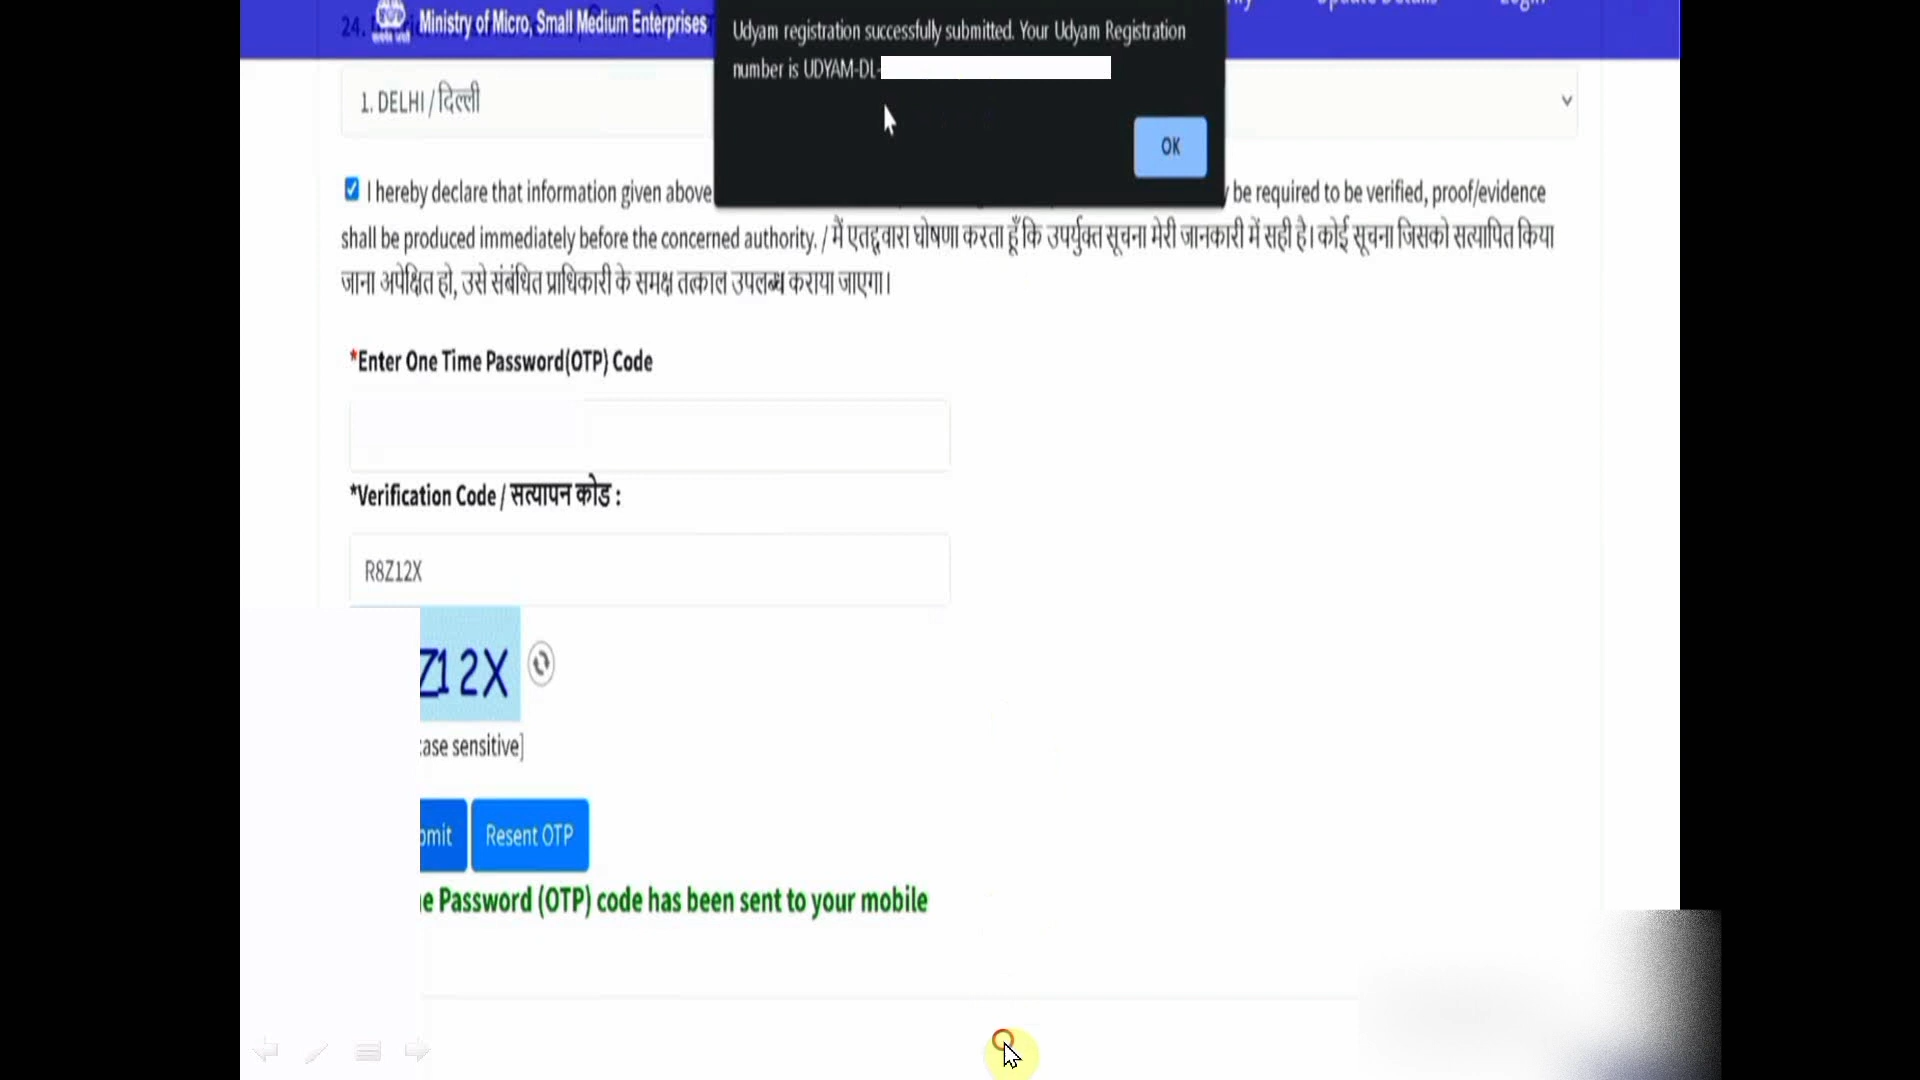 Ministry of Micro, Small Medium Enterprises
Udyam registration successfully submitted. Your Udyam Registration
number is UDYAM-DL-
OK
24.
1. DELHI / दिल्ली
I hereby declare that information given above be required to be verified, proof/evidence
shall be produced immediately before the concerned authority. / मैं एतद्द्वारा घोषणा करता हूँ कि उपर्युक्त सूचना मेरी जानकारी में सही है। कोई सूचना जिसको सत्यापित किया
जाना अपेक्षित हो, उसे संबंधित प्राधिकारी के समक्ष तत्काल उपलब्ध कराया जाएगा।
*Enter One Time Password(OTP) Code
*Verification Code / सत्यापन कोड :
R8Z12X
Z12X
case sensitive]
bmit Resent OTP
e Password (OTP) code has been sent to your mobile